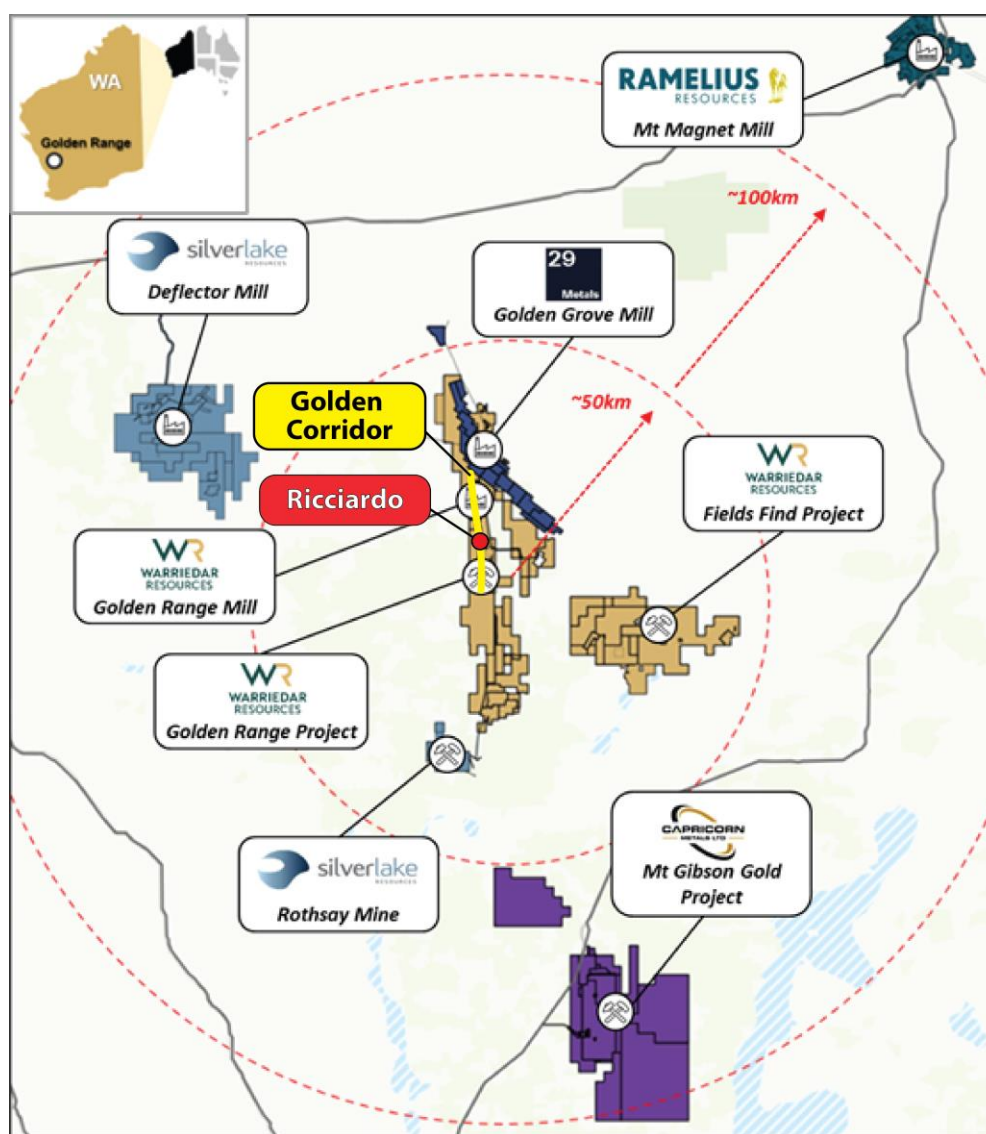 WA
Golden Range
RAMELIUS
RESOURCES
Mt Magnet Mill
~100km
silverlake
RESOURCES
Deflector Mill
29
Metals
Golden Grove Mill
~50km
Golden
Corridor
Ricciardo
WR
WARRIEDAR
RESOURCES
Fields Find Project
WR
WARRIEDAR
RESOURCES
Golden Range Mill
WR
WARRIEDAR
RESOURCES
Golden Range Project
CAPRICORN
METALS LTD
Mt Gibson Gold
Project
silverlake
RESOURCES
Rothsay Mine